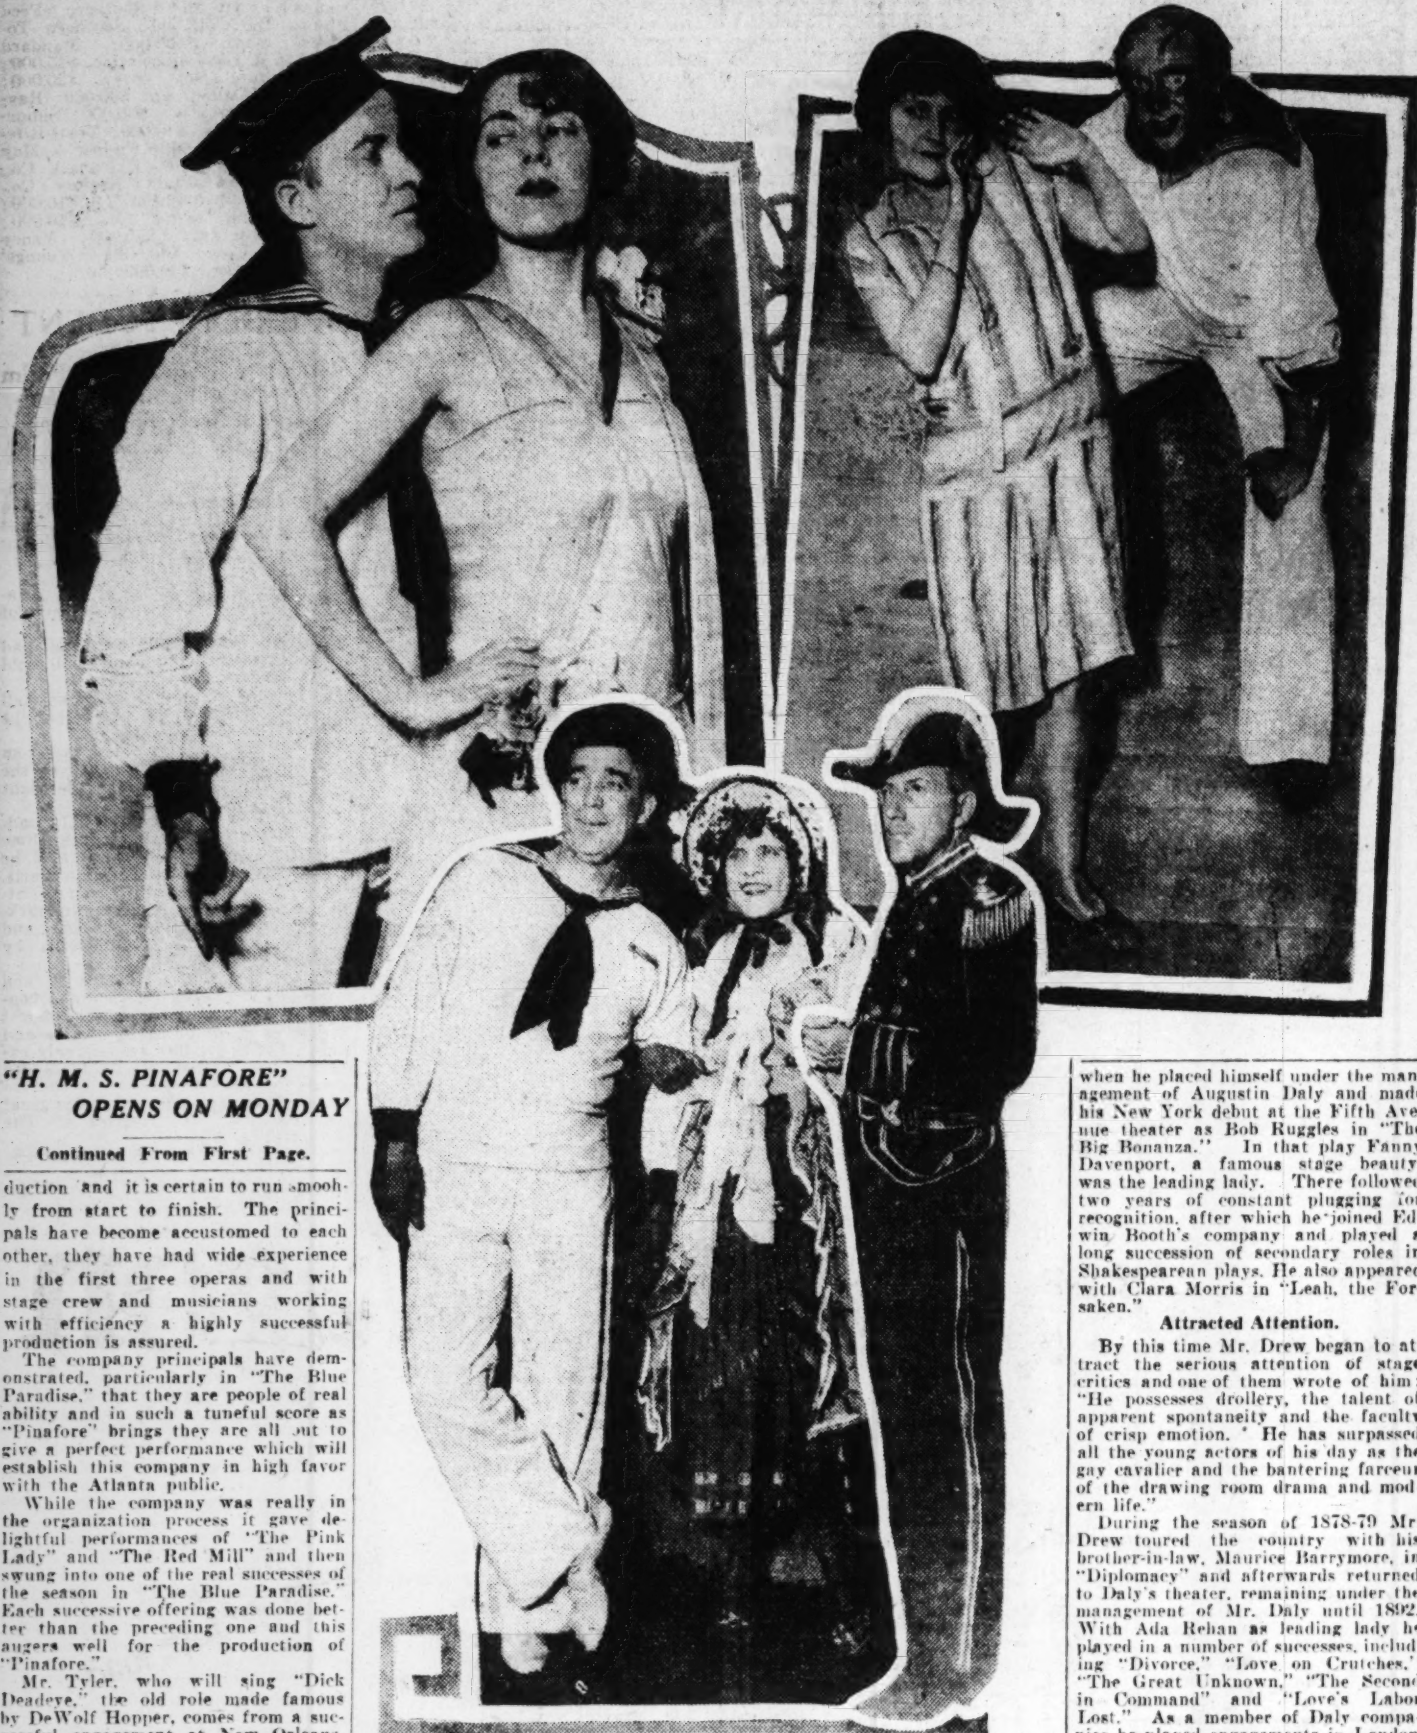 "H. M. S. PINAFORE"
OPENS ON MONDAY
Continued From First Page.
duction and it is certain to run smooh-
ly from start to finish. The princi-
pals have become accustomed to each
other, they have had wide experience
in the first three operas and with
stage crew and musicians working
with efficiency a highly successful
production is assured.
The company principals have dem-
onstrated, particularly in "The Blue
Paradise," that they are people of real
ability and in such a tuneful score as
"Pinafore" brings they are all out to
give a perfect performance which will
establish this company in high favor
with the Atlanta public.
While the company was really in
the organization process it gave de-
lightful performances of "The Pink
Lady" and "The Red Mill" and then
swung into one of the real successes of
the season in "The Blue Paradise."
Each successive offering was done bet-
ter than the preceding one and this
augers well for the production of
"Pinafore."
Mr. Tyler, who will sing "Dick
Deadeye," the old role made famous
by DeWolf Hopper, comes from a suc-
when he placed himself under the man
agement of Augustin Daly and mad
his New York debut at the Fifth Ave
nue theater as Bob Ruggles in "The
Big Bonanza." In that play Fanny
Davenport, a famous stage beauty
was the leading lady. There followed
two years of constant plugging for
recognition, after which he joined Ed
win Booth's company and played a
long succession of secondary roles in
Shakespearean plays. He also appeared
with Clara Morris in "Leah, the For
saken."
Attracted Attention.
By this time Mr. Drew began to at
tract the serious attention of stage
critics and one of them wrote of him:
"He possesses drollery, the talent of
apparent spontaneity and the faculty
of crisp emotion. He has surpassed
all the young actors of his day as the
gay cavalier and the bantering farceur
of the drawing room drama and mod
ern life."
During the season of 1878-79 Mr.
Drew toured the country with his
brother-in-law, Maurice Barrymore, in
"Diplomacy" and afterwards returned
to Daly's theater, remaining under the
management of Mr. Daly until 1892.
With Ada Rehan as leading lady he
played in a number of successes, includ
ing "Divorce," "Love on Crutches,"
"The Great Unknown," "The Second
in Command" and "Love's Labor
Lost." As a member of Daly compa